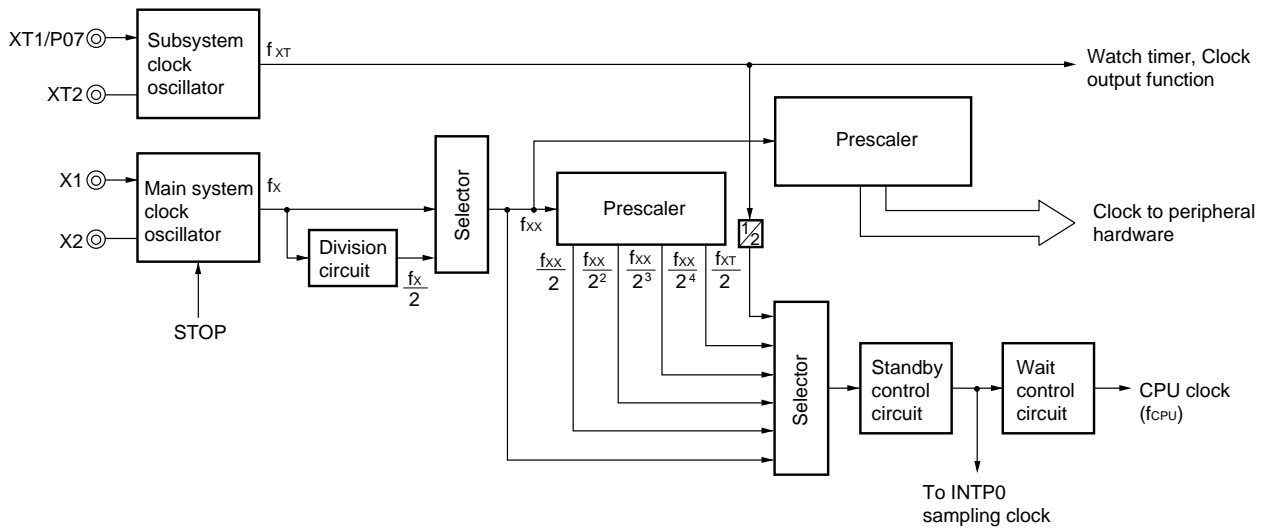 XT1/P07
XT2
Subsystem
clock
oscillator
fXT
Watch timer, Clock
output function
X1
X2
Main system
clock
oscillator
fX
STOP
Division
circuit
fX/2
Selector
fXX
Prescaler
Prescaler
1/2
Clock to peripheral
hardware
fXX/2 fXX/2² fXX/2³ fXX/2⁴ fXT/2
Selector
Standby
control
circuit
Wait
control
circuit
CPU clock
(fCPU)
To INTP0
sampling clock